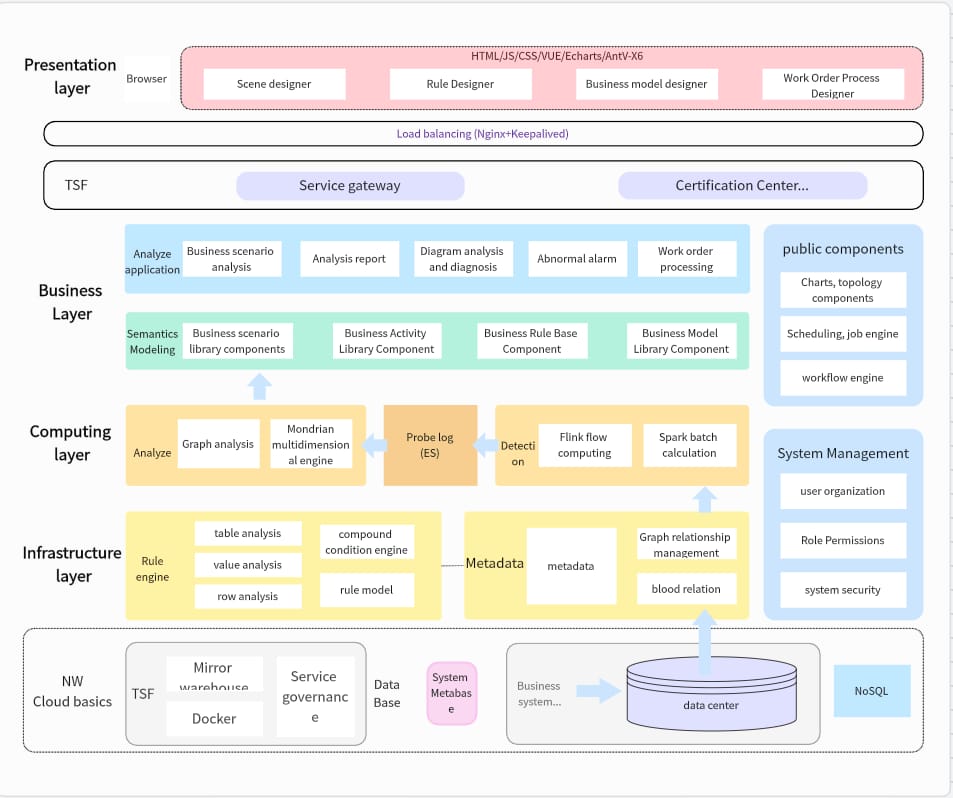 Presentation
layer
Browser
HTML/JS/CSS/VUE/Echarts/AntV-X6
Scene designer
Rule Designer
Business model designer
Work Order Process
Designer
Load balancing (Nginx+Keepalived)
TSF
Service gateway
Certification Center...
Business
Layer
Analyze
application
Business scenario
analysis
Analysis report
Diagram analysis
and diagnosis
Abnormal alarm
Work order
processing
Semantics
Modeling
Business scenario
library components
Business Activity
Library Component
Business Rule Base
Component
Business Model
Library Component
public components
Charts, topology
components
Scheduling, job engine
workflow engine
Computing
layer
Analyze
Graph analysis
Mondrian
multidimension
al engine
Probe log
(ES)
Detecti
on
Flink flow
computing
Spark batch
calculation
System Management
user organization
Role Permissions
system security
Infrastructure
layer
Rule
engine
table analysis
value analysis
row analysis
compound
condition engine
rule model
Metadata
metadata
Graph relationship
management
blood relation
NW
Cloud basics
TSF
Mirror
warehouse
Docker
Service
governanc
e
Data
Base
System
Metabas
e
Business
system...
data center
NoSQL